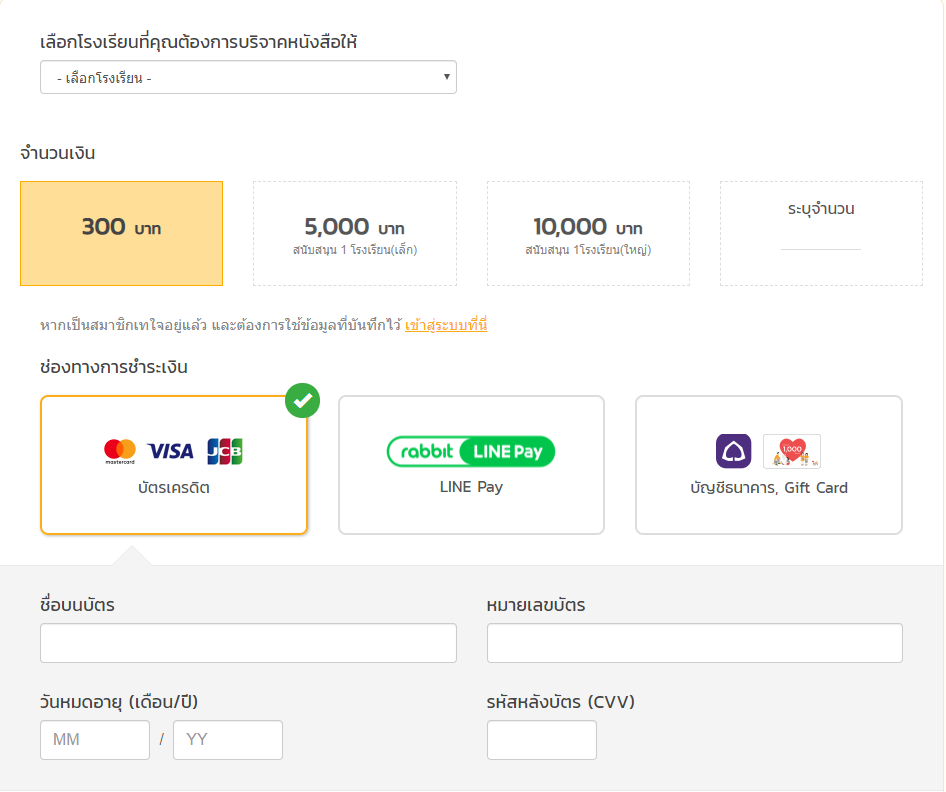 เลือกโรงเรียนที่คุณต้องการบริจาคหนังสือให้
- เลือกโรงเรียน -
จำนวนเงิน
300 บาท
5,000 บาท
สนับสนุน 1 โรงเรียน(เล็ก)
10,000 บาท
สนับสนุน 1โรงเรียน(ใหญ่)
ระบุจำนวน
หากเป็นสมาชิกเทใจอยู่แล้ว และต้องการใช้ข้อมูลที่บันทึกไว้ เข้าสู่ระบบที่นี่
ช่องทางการชำระเงิน
mastercard VISA JCB
บัตรเครดิต
rabbit LINE Pay
LINE Pay
1,000
บัญชีธนาคาร, Gift Card
ชื่อบนบัตร
หมายเลขบัตร
วันหมดอายุ (เดือน/ปี)
MM / YY
รหัสหลังบัตร (CVV)